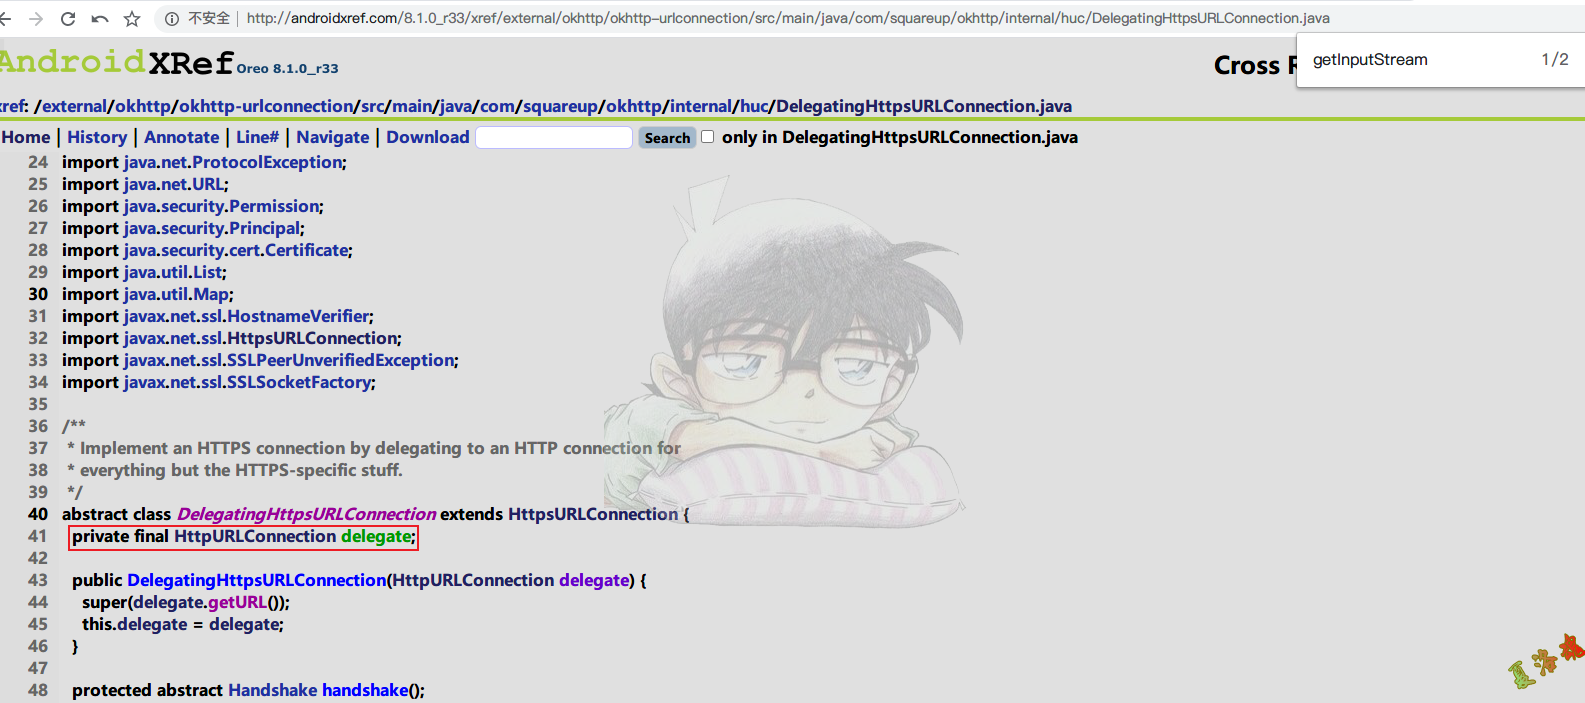 不安全 http://androidxref.com/8.1.0_r33/xref/external/okhttp/okhttp-urlconnection/src/main/java/com/squareup/okhttp/internal/huc/DelegatingHttpsURLConnection.java
getInputStream 1/2
AndroidXRef Oreo 8.1.0_r33
Cross R
xref: /external/okhttp/okhttp-urlconnection/src/main/java/com/squareup/okhttp/internal/huc/DelegatingHttpsURLConnection.java
Home | History | Annotate | Line# | Navigate | Download Search only in DelegatingHttpsURLConnection.java
24 import java.net.ProtocolException;
25 import java.net.URL;
26 import java.security.Permission;
27 import java.security.Principal;
28 import java.security.cert.Certificate;
29 import java.util.List;
30 import java.util.Map;
31 import javax.net.ssl.HostnameVerifier;
32 import javax.net.ssl.HttpsURLConnection;
33 import javax.net.ssl.SSLPeerUnverifiedException;
34 import javax.net.ssl.SSLSocketFactory;
35
36 /**
37 * Implement an HTTPS connection by delegating to an HTTP connection for
38 * everything but the HTTPS-specific stuff.
39 */
40 abstract class DelegatingHttpsURLConnection extends HttpsURLConnection {
41 private final HttpURLConnection delegate;
42
43 public DelegatingHttpsURLConnection(HttpURLConnection delegate) {
44 super(delegate.getURL());
45 this.delegate = delegate;
46 }
47
48 protected abstract Handshake handshake();